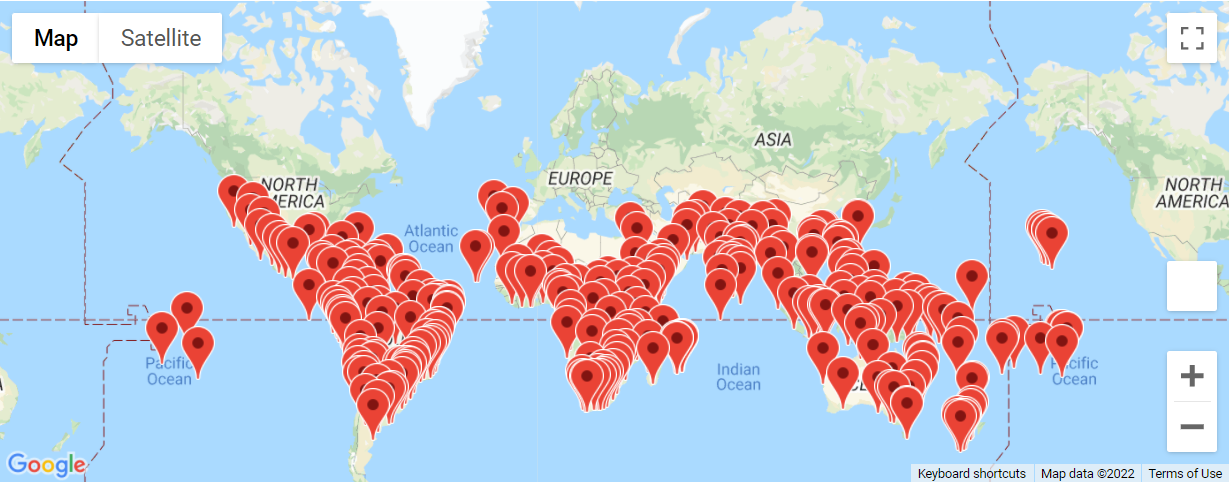 Map
Satellite
ASIA
EUROPE
NORTH
AMERICA
NORTH
AMERICA
Atlantic
Ocean
Pacific
Ocean
Indian
Ocean
Pacific
Ocean
Google
Keyboard shortcuts
Map data ©2022
Terms of Use